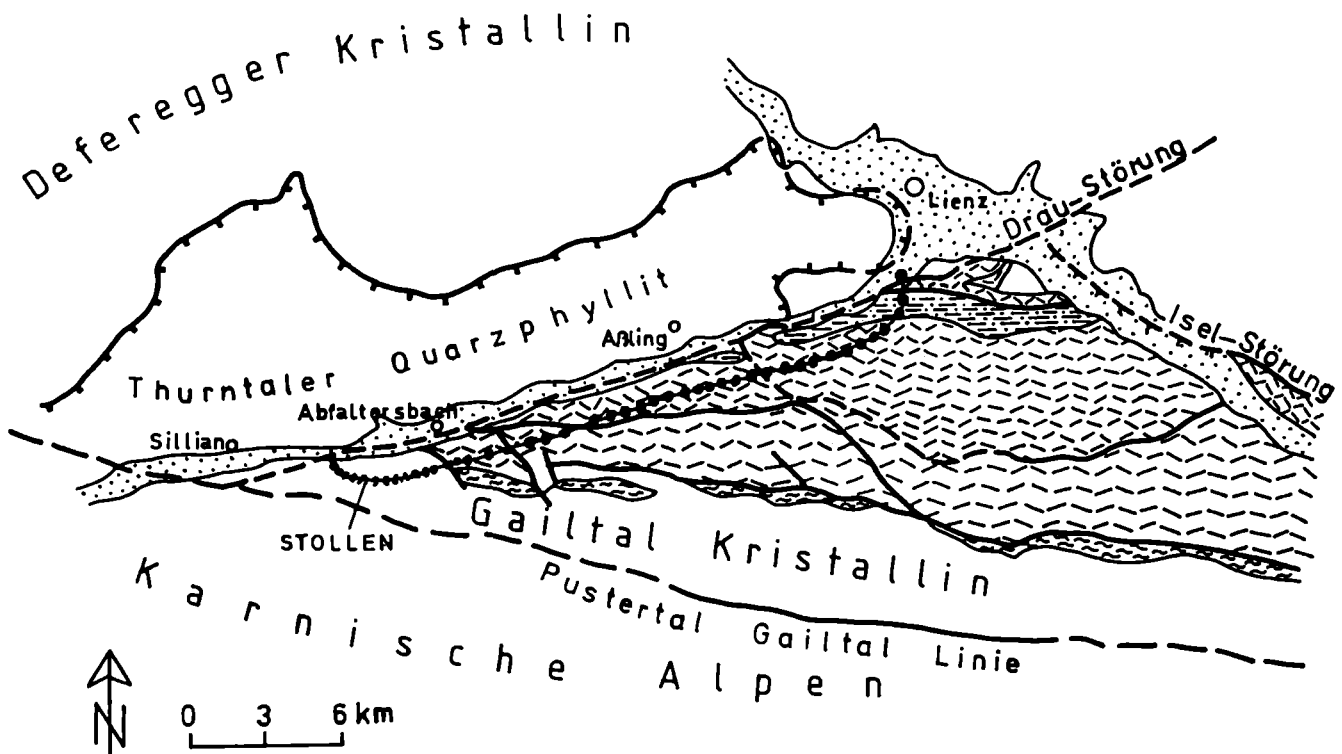 Deferegger Kristallin
Lienz
Drau-Störung
Isel-Störung
Thurntaler Quarzphyllit
Aßling
Abfaltersbach
Sillian
STOLLEN
Gailtal Kristallin
Pustertal Gailtal Linie
Karnische Alpen
N
0 3 6 km